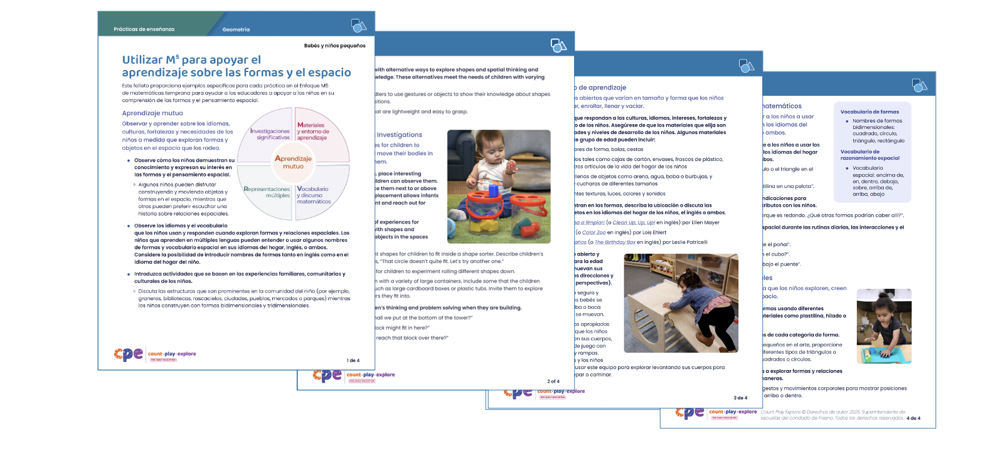 Prácticas de enseñanza
Geometría
Bebés y niños pequeños
Utilizar M⁵ para apoyar el
aprendizaje sobre las formas y el espacio
Este folleto proporciona ejemplos específicos para cada práctica en el Enfoque M5
de matemáticas temprana para ayudar a los educadores a apoyar a los niños en su
comprensión de las formas y el pensamiento espacial.
Aprendizaje mutuo
Observar y aprender sobre los idiomas,
culturas, fortalezas y necesidades de los
niños a medida que exploran formas y
objetos en el espacio que los rodea.
• Observe cómo los niños demuestran su
conocimiento y expresan su interés en
las formas y el pensamiento espacial.
Algunos niños pueden disfrutar
construyendo y moviendo objetos y
formas en el espacio, mientras que
otros pueden preferir escuchar una
historia sobre relaciones espaciales.
Investigaciones
significativas
Materiales
y entorno de
aprendizaje
Aprendizaje
mutuo
Representaciones
múltiples
Vocabulario
y discurso
matemáticos
• Observe los idiomas y el vocabulario
que los niños usan y responden cuando exploran formas y relaciones espaciales. Los
niños que aprenden en múltiples lenguas pueden entender o usar algunos nombres
de formas y vocabulario espacial en sus idiomas del hogar, inglés, o ambos.
Considere la posibilidad de introducir nombres de formas tanto en inglés como en el
idioma del hogar del niño.
• Introduzca actividades que se basen en las experiencias familiares, comunitarias y
culturales de los niños.
Discuta las estructuras que son prominentes en la comunidad del niño (por ejemplo,
graneros, bibliotecas, rascacielos, ciudades, pueblos, mercados o parques) mientras
los niños construyen con formas bidimensionales y tridimensionales.
cpe count·play·explore
FOR EARLY EDUCATION
1 de 4
with alternative ways to explore shapes and spatial thinking and
wledge. These alternatives meet the needs of children with varying
dlers to use gestures or objects to show their knowledge about shapes
sitions.
at are lightweight and easy to grasp.
Investigations
es for children to
move their bodies in
hem.
, place interesting
hildren can observe them.
ce them next to or above
placement allows infants
nt and reach out for
of experiences for
with shapes and
objects in the spaces
nt shapes for children to fit inside a shape sorter. Describe children's
s, "That circle doesn't quite fit. Let's try another one."
for children to experiment rolling different shapes down.
n with a variety of large containers. Include some that the children
uch as large cardboard boxes or plastic tubs. Invite them to explore
ers they fit into.
en's thinking and problem solving when they are building.
hall we put at the bottom of the tower?"
lock might fit in here?"
reach that block over there?"
cpe count·play·explore
FOR EARLY EDUCATION
2 of 4
o de aprendizaje
es abiertos que varían en tamaño y forma que los niños
ar, enrollar, llenar y vaciar.
que respondan a las culturas, idiomas, intereses, fortalezas y
o de los niños. Asegúrese de que los materiales que elija son
ades y niveles de desarrollo de los niños. Algunos materiales
te grupo de edad pueden incluir:
ores de forma, bolas, cestas
los tales como cajas de cartón, envases, frascos de plástico,
tros artículos de la vida del hogar de los niños
llenas de objetos como arena, agua, baba o burbujas, y
y cucharas de diferentes tamaños
ntes texturas, luces, colores y sonidos
ntran en las formas, describa la ubicación o discuta las
etos en los idiomas del hogar de los niños, el inglés o ambos.
pa a limpiar! (o Clean Up, Up, Up! en inglés) por Ellen Mayer
(o Color Zoo en inglés) por Lois Ehlert
años (o The Birthday Box en inglés) por Leslie Patricelli
o abierto y
ara la edad
nuevan sus
es direcciones y
perspectivas).
o seguro y
os bebés se
iba o boca
se muevan.
os apropiados
que los niños
on sus cuerpos,
de juego con
y rampas.
s y los niños
usar este equipo para explorar levantando sus cuerpos para
epar o caminar.
count·play·explore
FOR EARLY EDUCATION
3 de 4
natemáticos
r a los niños a usar
n los idiomas del
ambos.
e a los niños a usar los
los idiomas del hogar
bos.
ulo o el triangle en el
stilina en una pelota".
ndicaciones para
tributos con los niños.
orque es redondo. ¿Qué otras formas podrían caber allí?".
spacial durante las rutinas diarias, las interacciones y el
te el pañal".
n el cubo?".
bajo el puente".
Vocabulario de formas
• Nombres de formas
bidimensionales:
cuadrado, círculo,
triángulo, rectángulo
Vocabulario de
razonamiento espacial
• Vocabulario
espacial: encima de,
en, dentro, debajo,
sobre, arriba de,
arriba, abajo
les
a que los niños exploren, creen
pacio.
ormas usando diferentes
ateriales como plastilina, hilado o
s de cada categoría de forma.
equeños en el arte, proporcione
iferentes tipos de triángulos o
uadrados o círculos.
s a explorar formas y relaciones
naneras.
gestos y movimientos corporales para mostrar posiciones
arriba o dentro.
cpe count·play·explore
FOR EARLY EDUCATION
Count Play Explore © Derechos de autor 2025 Superintendente de
escuelas del condado de Fresno. Todos los derechos reservados.
4 de 4